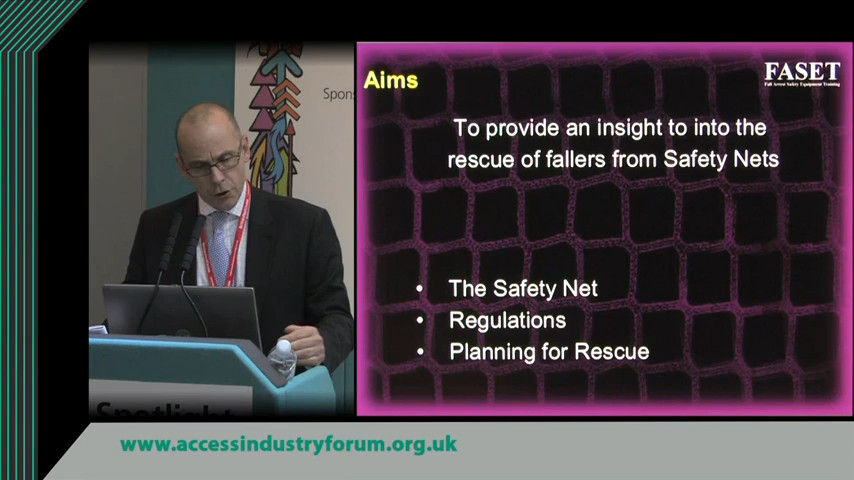 Spons
Aims
FASET
Fall Arrest Safety Equipment Training
To provide an insight to into the
rescue of fallers from Safety Nets
• The Safety Net
• Regulations
• Planning for Rescue
Spotlight
www.accessindustryforum.org.uk